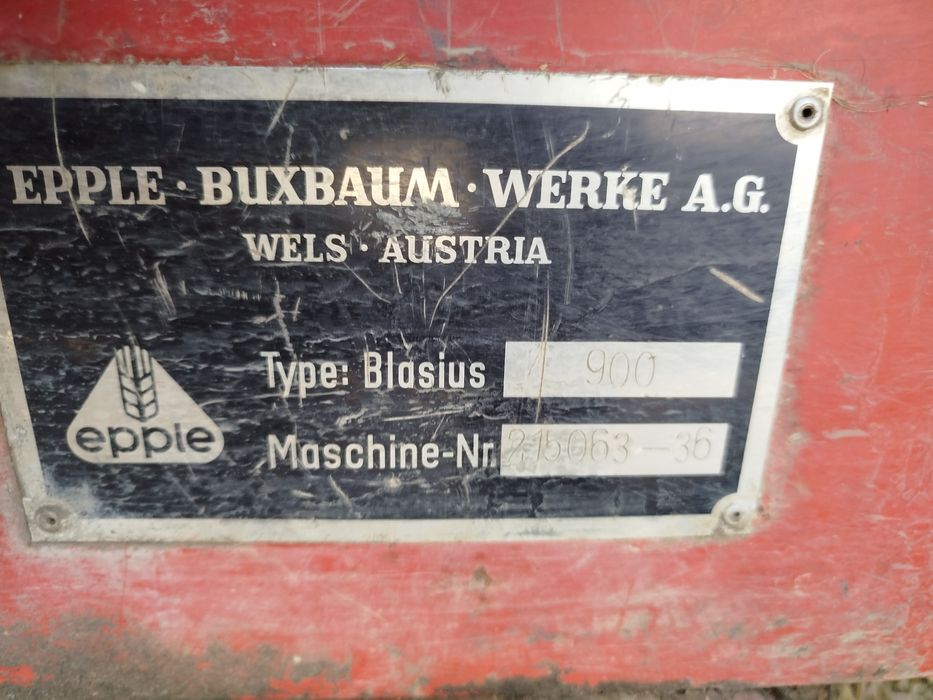 EPPLE · BUXBAUM · WERKE A.G.
WELS · AUSTRIA
Type: Blasius 900
Maschine-Nr. 215063-36
epple